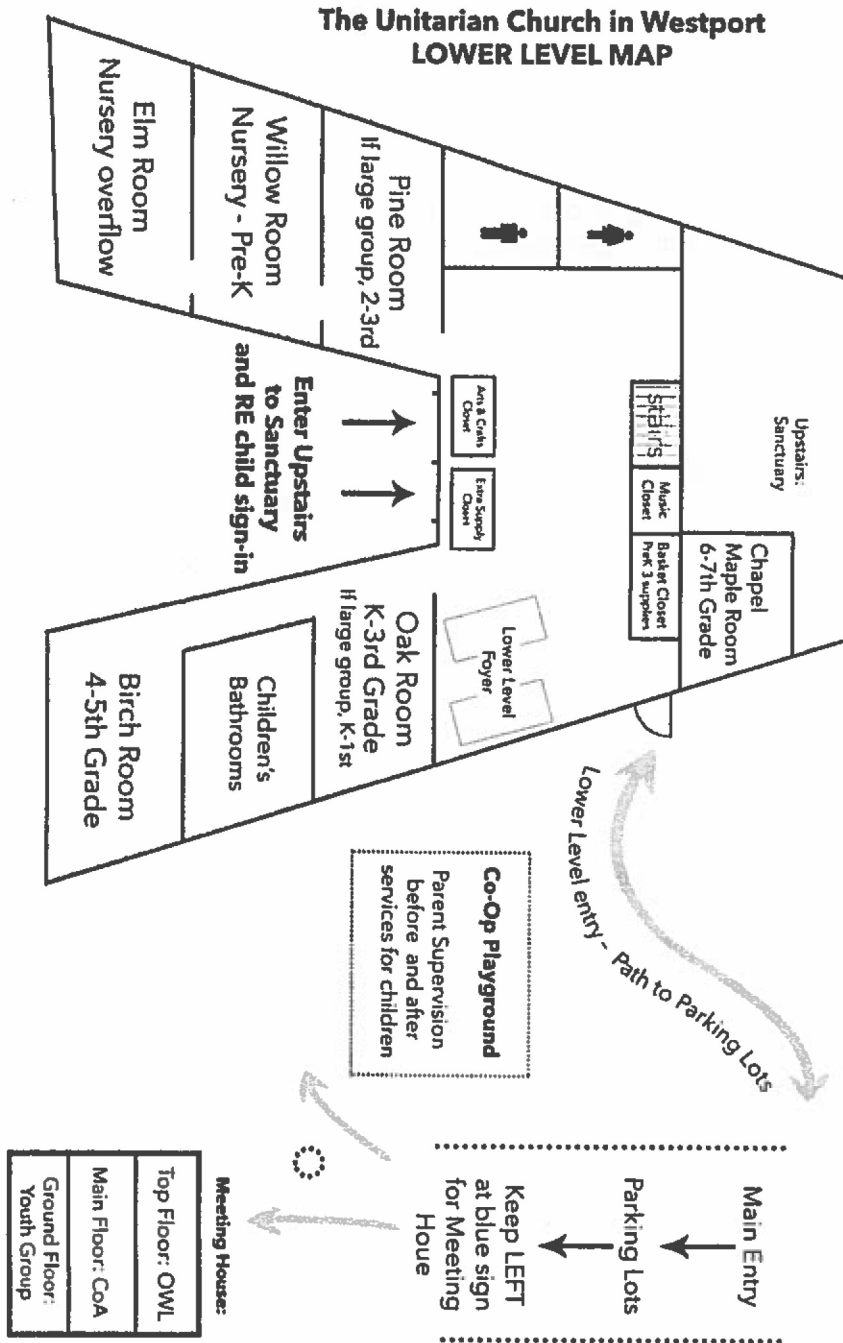 The Unitarian Church in Westport
LOWER LEVEL MAP
Elm Room
Nursery overflow
Willow Room
Nursery - Pre-K
Pine Room
If large group, 2-3rd
Enter Upstairs
to Sanctuary
and RE child sign-in
Arts & Crafts
Closet
Extra Supply
Closet
stairs
Music
Closet
Basket Closet
PreK 3 suppliers
Upstairs:
Sanctuary
Chapel
Maple Room
6-7th Grade
Lower Level
Foyer
Oak Room
K-3rd Grade
If large group, K-1st
Children's
Bathrooms
Birch Room
4-5th Grade
Lower Level entry - Path to Parking Lots
Co-Op Playground
Parent Supervision
before and after
services for children
Main Entry
Parking Lots
Keep LEFT
at blue sign
for Meeting
Houe
Meeting House:
Top Floor: OWL
Main Floor: CoA
Ground Floor:
Youth Group